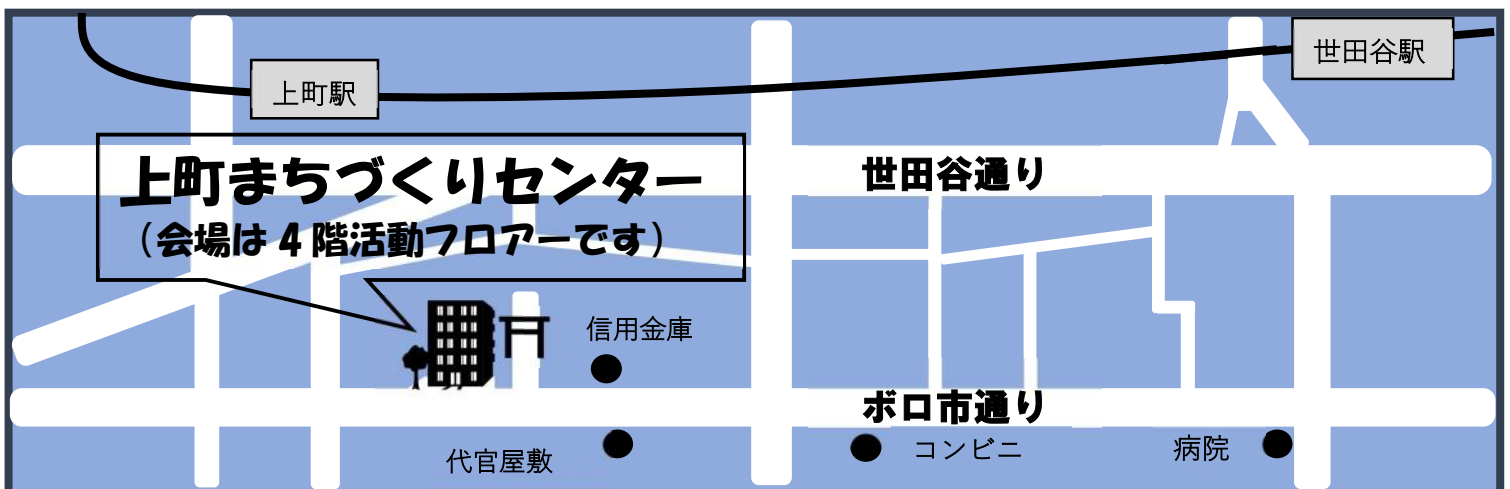 世田谷駅
上町駅
上町まちづくりセンター
（会場は４階活動フロアーです）
世田谷通り
信用金庫
ボロ市通り
代官屋敷
コンビニ
病院